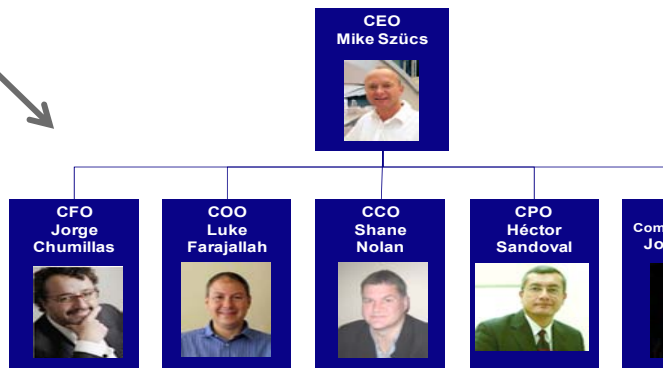 CEO
Mike Szücs
CFO
Jorge
Chumillas
COO
Luke
Farajallah
CCO
Shane
Nolan
CPO
Héctor
Sandoval